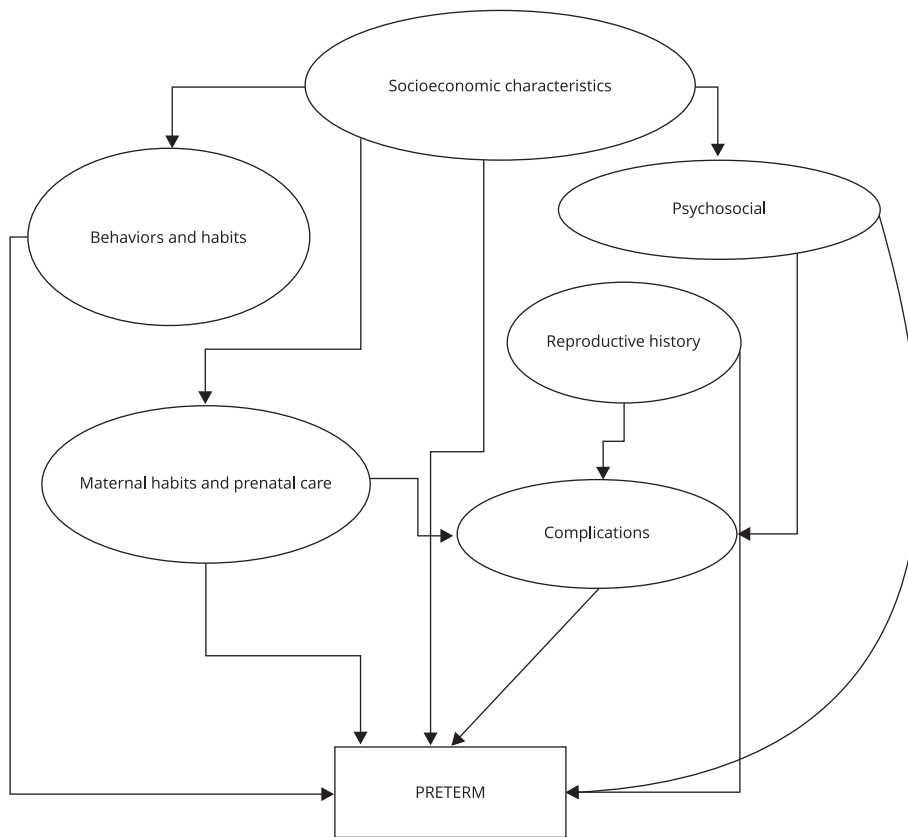 Socioeconomic characteristics
Psychosocial
Behaviors and habits
Reproductive history
Maternal habits and prenatal care
Complications
PRETERM